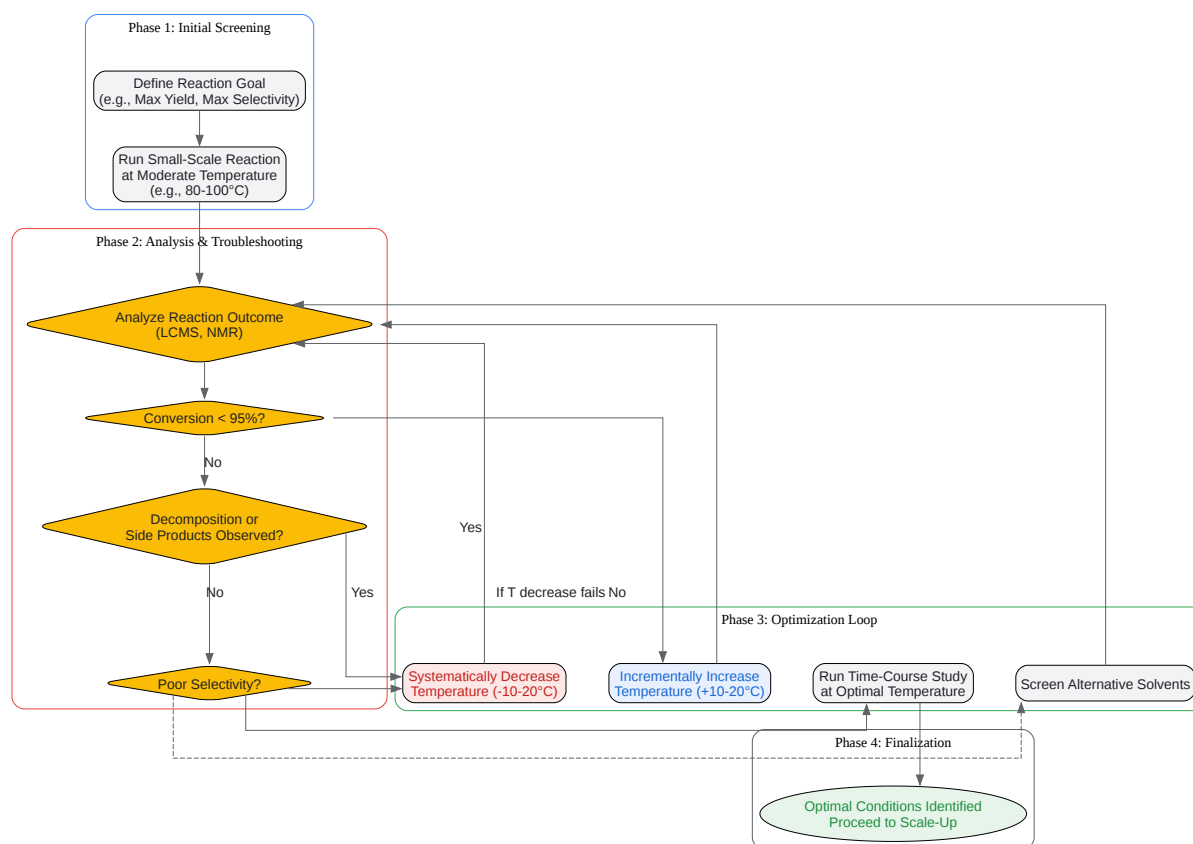 Phase 1: Initial Screening
Define Reaction Goal
(e.g., Max Yield, Max Selectivity)
Run Small-Scale Reaction
at Moderate Temperature
(e.g., 80-100°C)
Phase 2: Analysis & Troubleshooting
Analyze Reaction Outcome
(LCMS, NMR)
Conversion < 95%?
No
Decomposition or
Side Products Observed?
Yes
No
Yes
If T decrease fails
No
Phase 3: Optimization Loop
Poor Selectivity?
Systematically Decrease
Temperature (-10-20°C)
Incrementally Increase
Temperature (+10-20°C)
Run Time-Course Study
at Optimal Temperature
Screen Alternative Solvents
Phase 4: Finalization
Optimal Conditions Identified
Proceed to Scale-Up